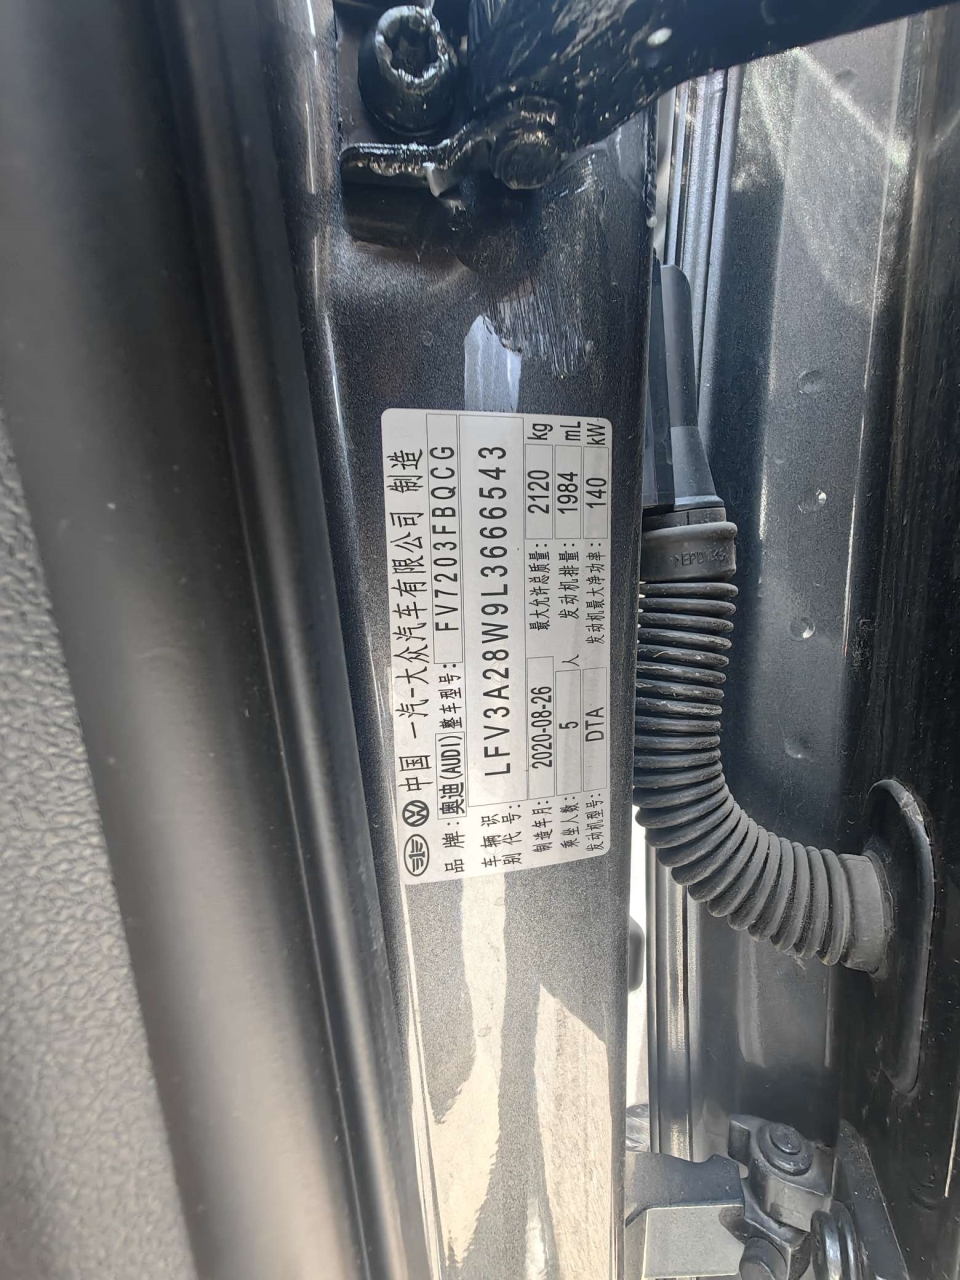 中国 一汽-大众汽车有限公司 制造
品 牌: 奥迪(AUDI) 整车型号: FV7203FBQCG
车 辆 识
别 代 号: LFV3A28W9L3666543
制造年月: 2020-08-26 最大允许总质量: 2120 kg
乘坐人数: 5 人 发动机排量: 1984 mL
发动机型号: DTA 发动机最大净功率: 140 kW